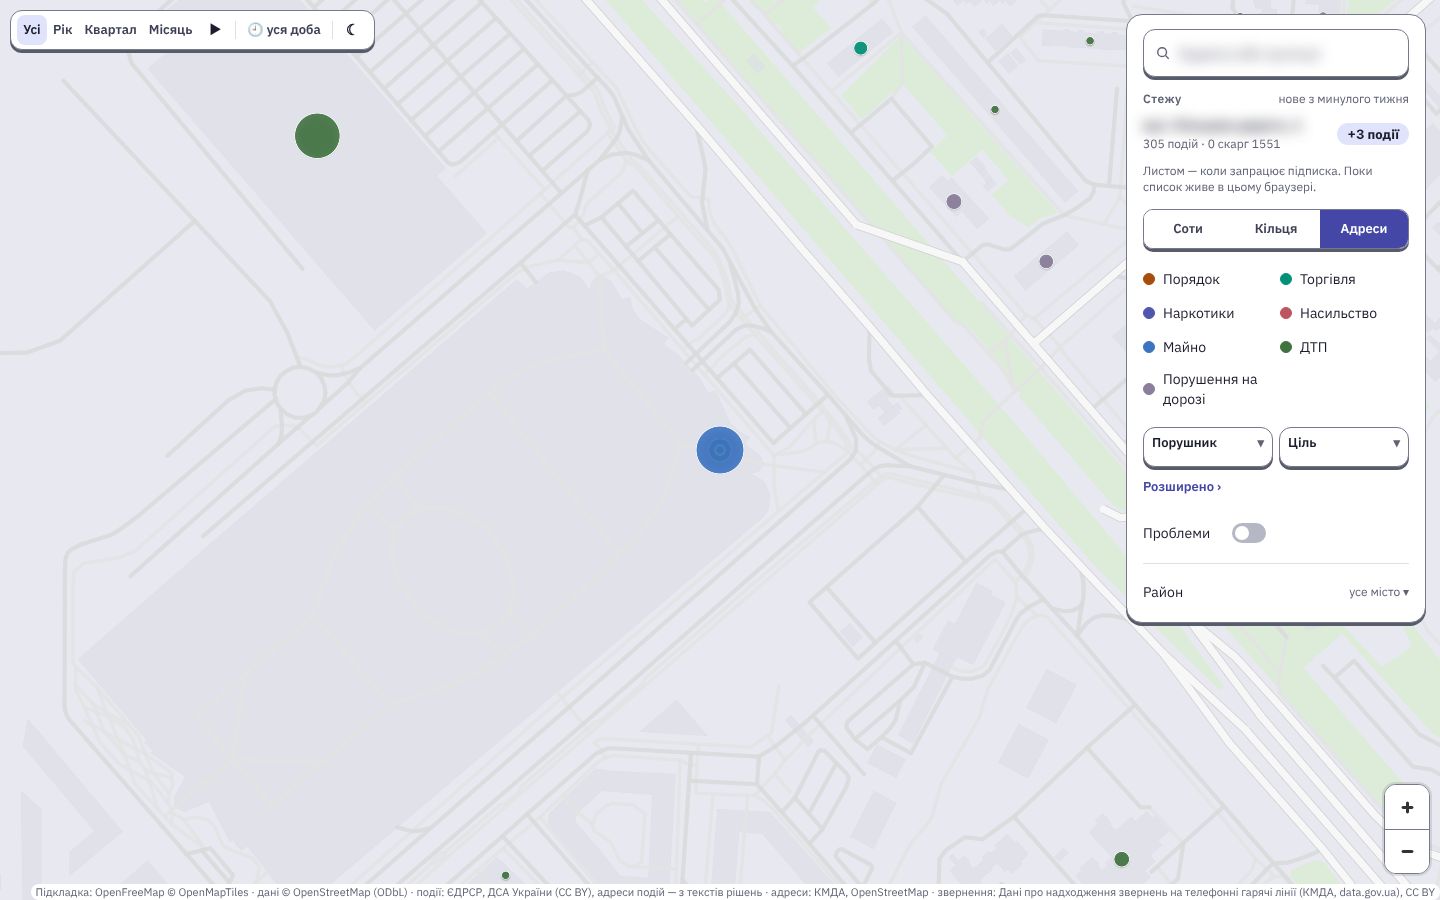 Усі Рік Квартал Місяць ▶ 🕘 уся доба ☾
Стежу нове з минулого тижня
305 подій · 0 скарг 1551 +3 події
Листом — коли запрацює підписка. Поки
список живе в цьому браузері.
Соти Кільця Адреси
Порядок Торгівля
Наркотики Насильство
Майно ДТП
Порушення на
дорозі
Порушник ▾ Ціль ▾
Розширено ›
Проблеми
Район усе місто ▾
+
−
Підкладка: OpenFreeMap © OpenMapTiles · дані © OpenStreetMap (ODbL) · події: ЄДРСР, ДСА України (CC BY), адреси подій — з текстів рішень · адреси: КМДА, OpenStreetMap · звернення: Дані про надходження звернень на телефонні гарячі лінії (КМДА, data.gov.ua), CC BY